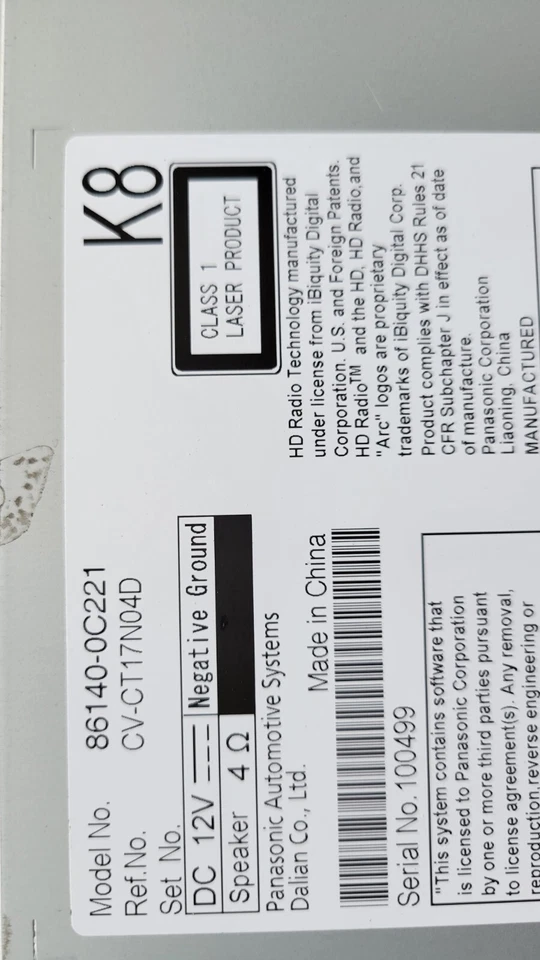 Model No. 86140-0C221
Ref.No. CV-CT17N04D
Set No.
DC 12V Negative Ground
Speaker 4 Ω
Panasonic Automotive Systems
Dalian Co., Ltd.
Made in China
Serial No. 100499
"This system contains software that
is licensed to Panasonic Corporation
by one or more third parties pursuant
to license agreement(s). Any removal,
reproduction,reverse engineering or
K8
CLASS 1
LASER PRODUCT
HD Radio Technology manufactured
under license from iBiquity Digital
Corporation. U.S. and Foreign Patents.
HD Radio™ and the HD, HD Radio,and
"Arc" logos are proprietary
trademarks of iBiquity Digital Corp.
Product complies with DHHS Rules 21
CFR Subchapter J in effect as of date
of manufacture.
Panasonic Corporation
Liaoning, China
MANUFACTURED